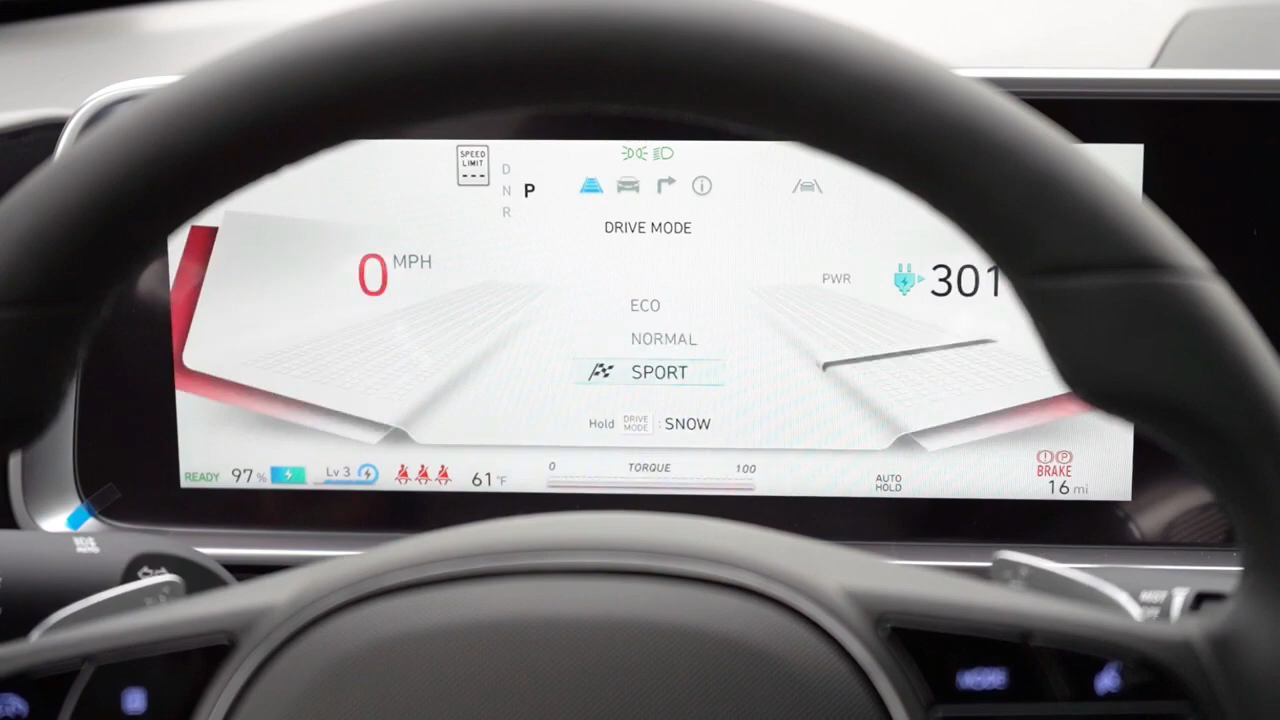 SPEED
LIMIT
---
D
N P
R
DRIVE MODE
0 MPH
PWR 301
ECO
NORMAL
SPORT
Hold DRIVE MODE : SNOW
READY 97% Lv 3 61°F
0 TORQUE 100
AUTO
HOLD
BRAKE
16 mi
MODE